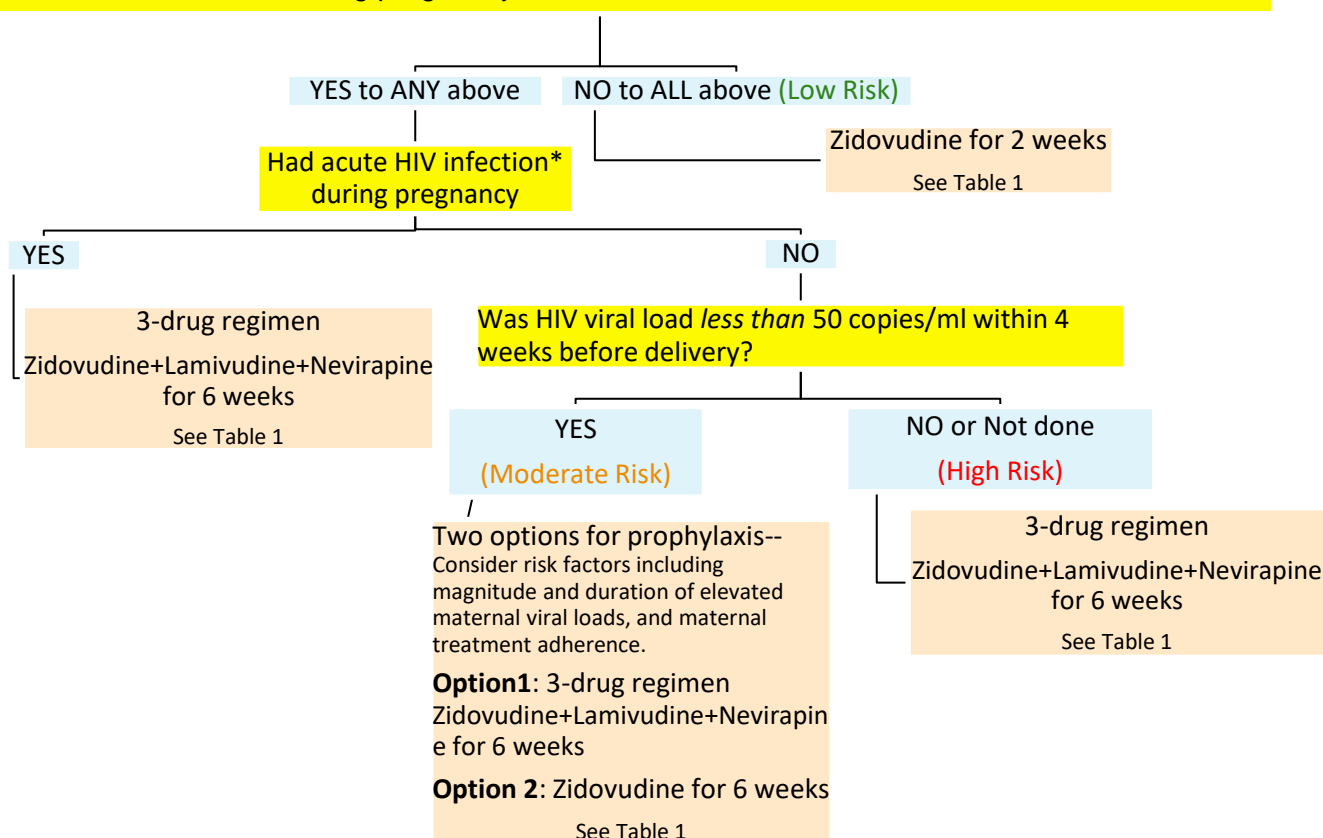 YES to ANY above
NO to ALL above (Low Risk)
Zidovudine for 2 weeks
See Table 1
Had acute HIV infection*
during pregnancy
YES
NO
3-drug regimen
Zidovudine+Lamivudine+Nevirapine
for 6 weeks
See Table 1
Was HIV viral load less than 50 copies/ml within 4
weeks before delivery?
YES
(Moderate Risk)
NO or Not done
(High Risk)
Two options for prophylaxis--
Consider risk factors including
magnitude and duration of elevated
maternal viral loads, and maternal
treatment adherence.
Option1: 3-drug regimen
Zidovudine+Lamivudine+Nevirapin
e for 6 weeks
Option 2: Zidovudine for 6 weeks
See Table 1
3-drug regimen
Zidovudine+Lamivudine+Nevirapine
for 6 weeks
See Table 1